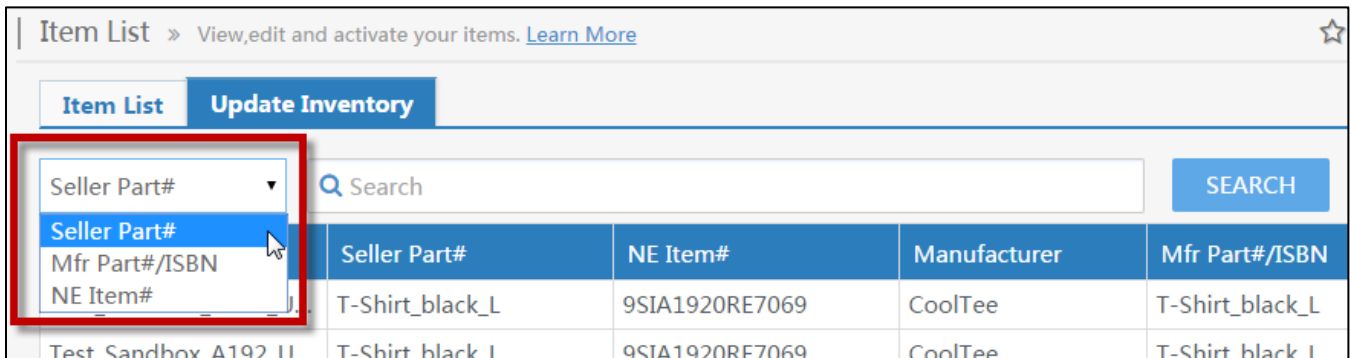 Item List » View,edit and activate your items. Learn More
Item List
Update Inventory
Seller Part#
Search
SEARCH
Seller Part#
Mfr Part#/ISBN
NE Item#
Seller Part# NE Item# Manufacturer Mfr Part#/ISBN
T-Shirt_black_L 9SIA1920RE7069 CoolTee T-Shirt_black_L
Test_Sandbox_A192_U... T-Shirt_black_L 9SIA1920RE7069 CoolTee T-Shirt_black_L